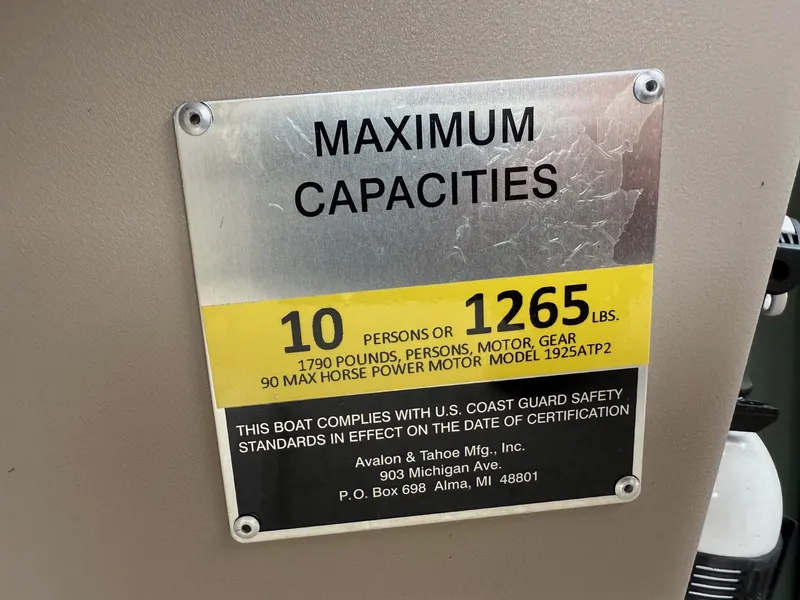 MAXIMUM
CAPACITIES
10 PERSONS OR 1265 LBS.
1790 POUNDS, PERSONS, MOTOR, GEAR
90 MAX HORSE POWER MOTOR MODEL 1925ATP2
THIS BOAT COMPLIES WITH U.S. COAST GUARD SAFETY
STANDARDS IN EFFECT ON THE DATE OF CERTIFICATION
Avalon & Tahoe Mfg., Inc.
903 Michigan Ave.
P.O. Box 698 Alma, MI 48801